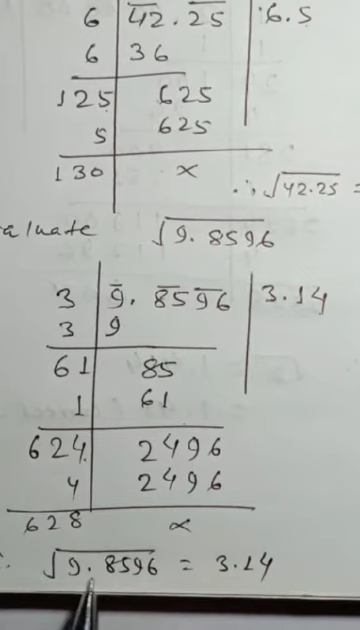 6 42.25 6.5
6 36
125 625
5 625
130 x
∴ √42.25 =
aluate √9.8596
3 9.8596 3.14
3 9
61 85
1 61
624 2496
4 2496
628 x
∴ √9.8596 = 3.14